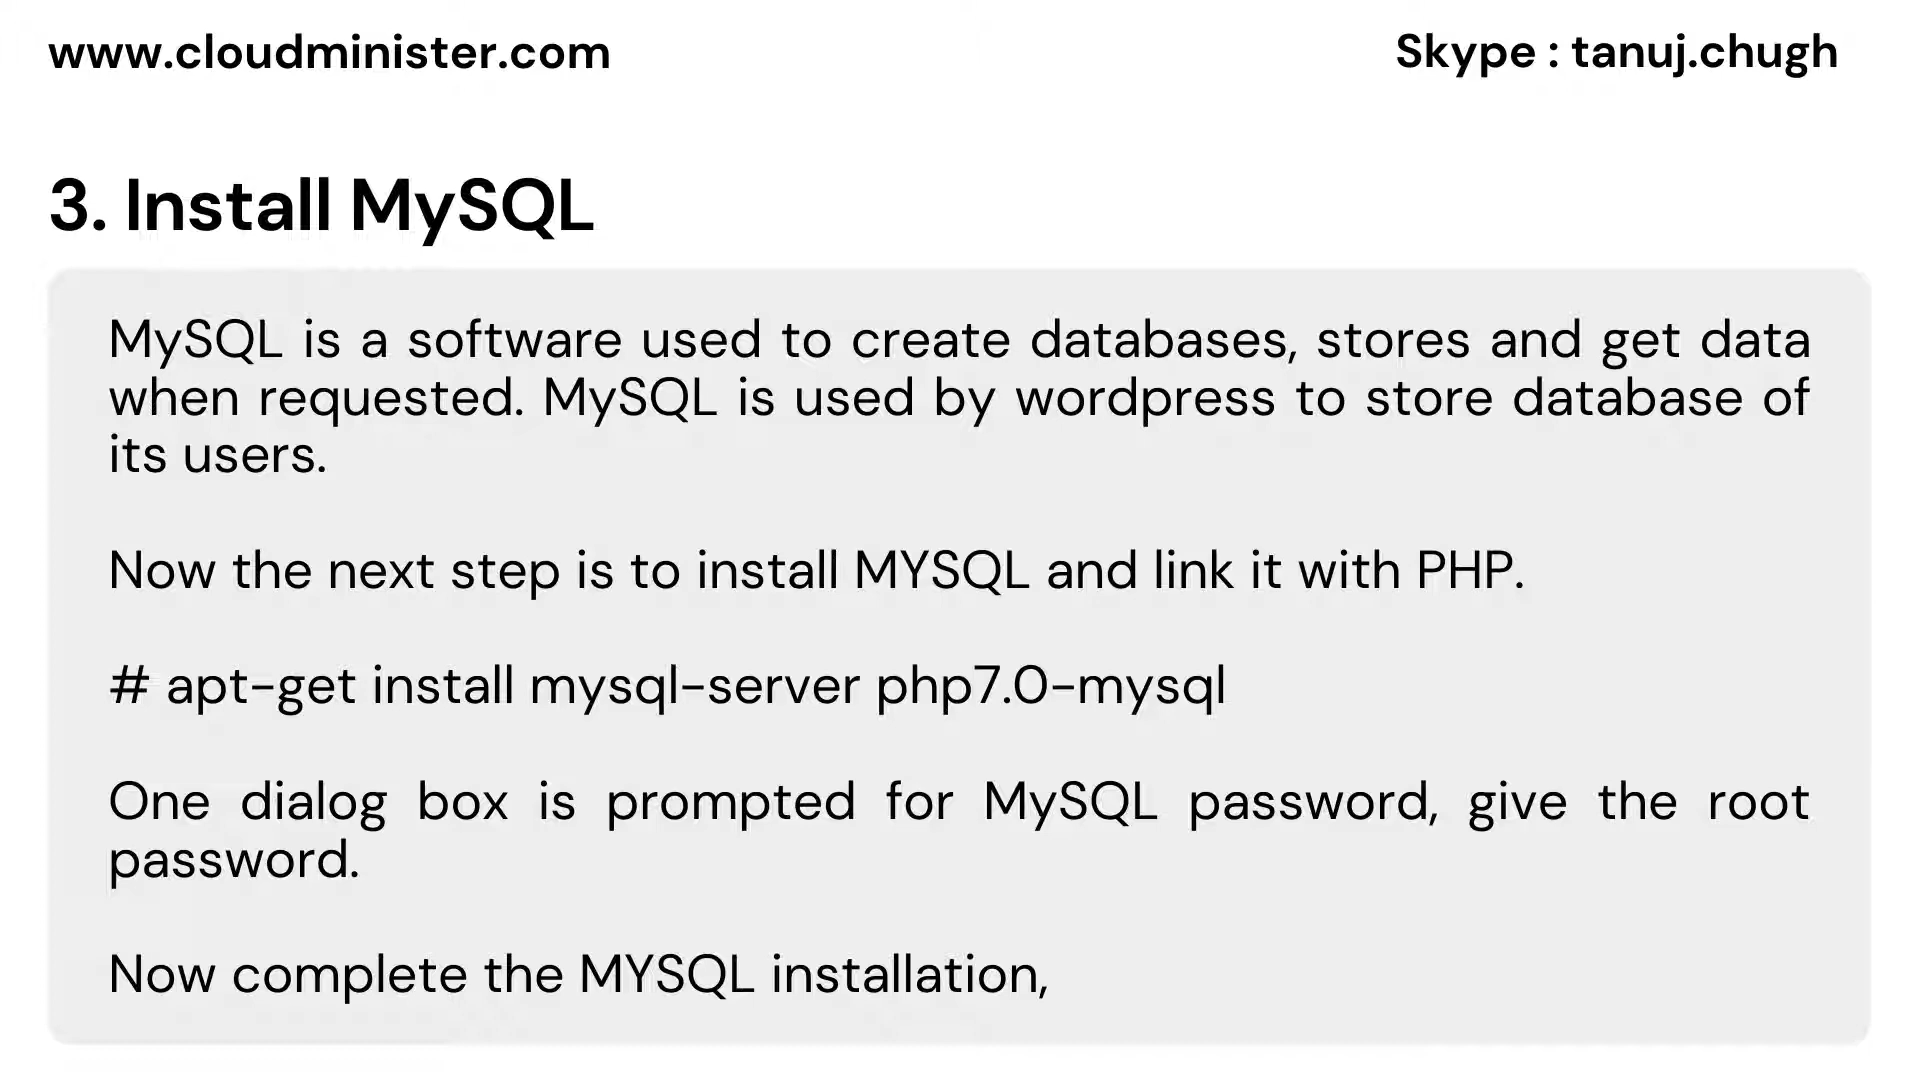 www.cloudminister.com
Skype : tanuj.chugh
3. Install MySQL
MySQL is a software used to create databases, stores and get data
when requested. MySQL is used by wordpress to store database of
its users.
Now the next step is to install MYSQL and link it with PHP.
# apt-get install mysql-server php7.0-mysql
One dialog box is prompted for MySQL password, give the root
password.
Now complete the MYSQL installation,